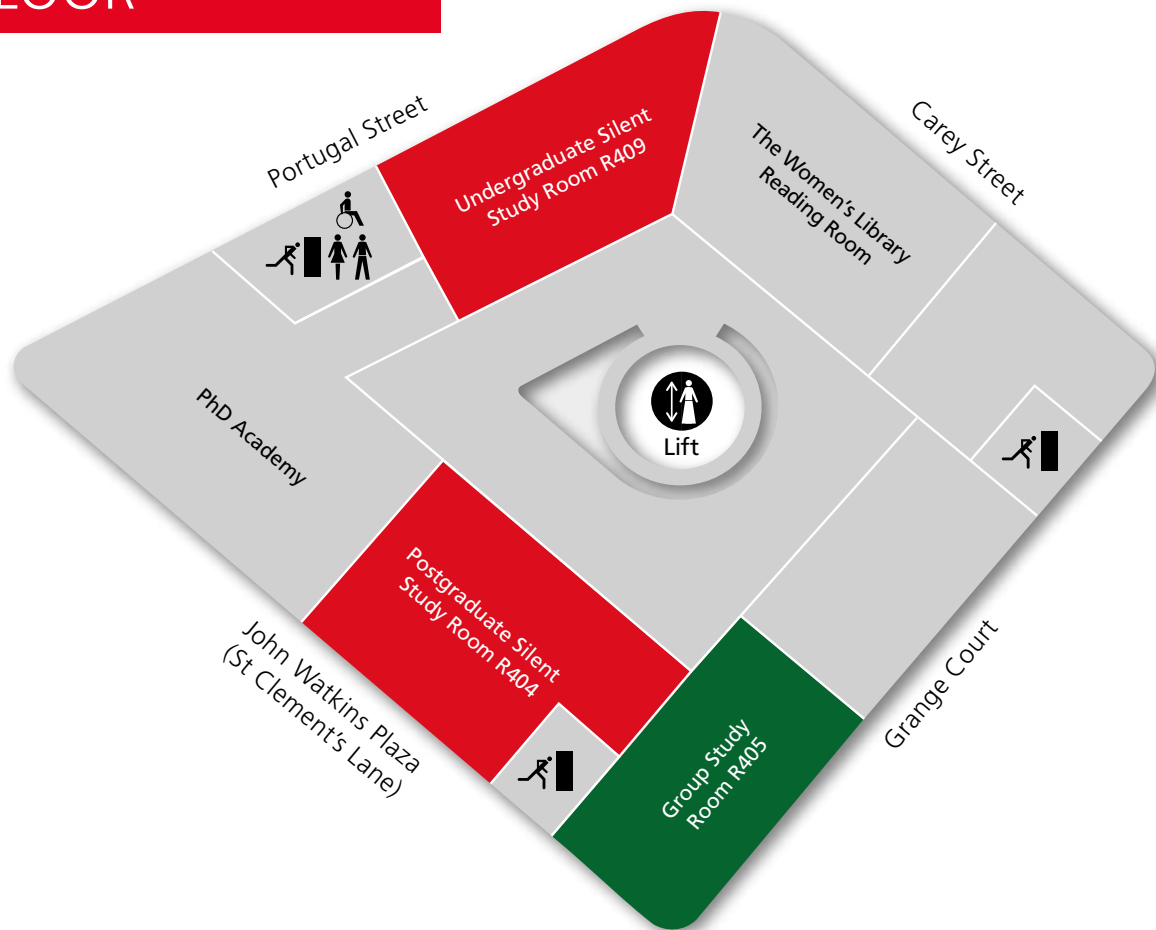 Portugal Street
Carey Street
Undergraduate Silent
Study Room R409
The Women's Library
Reading Room
PhD Academy
Lift
Postgraduate Silent
Study Room R404
John Watkins Plaza
(St Clement's Lane)
Group Study
Room R405
Grange Court